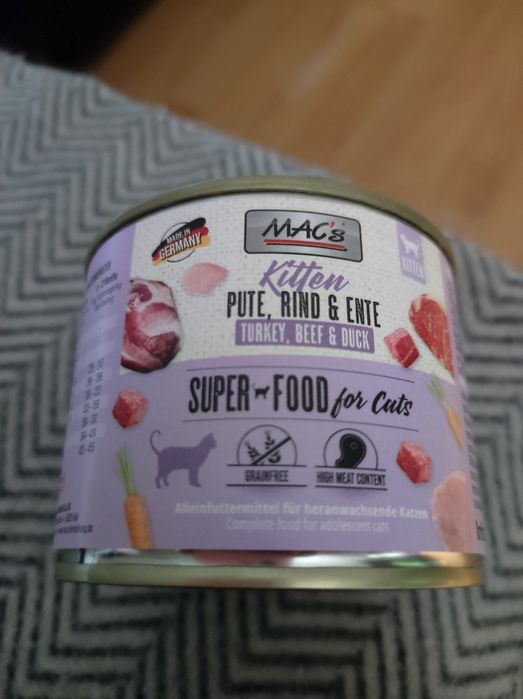 MADE IN
GERMANY
MAC's
KITTEN
Kitten
PUTE, RIND & ENTE
TURKEY, BEEF & DUCK
SUPER FOOD for Cats
GRAINFREE
HIGH MEAT CONTENT
Alleinfuttermittel für heranwachsende Katzen
Complete food for adolescent cats